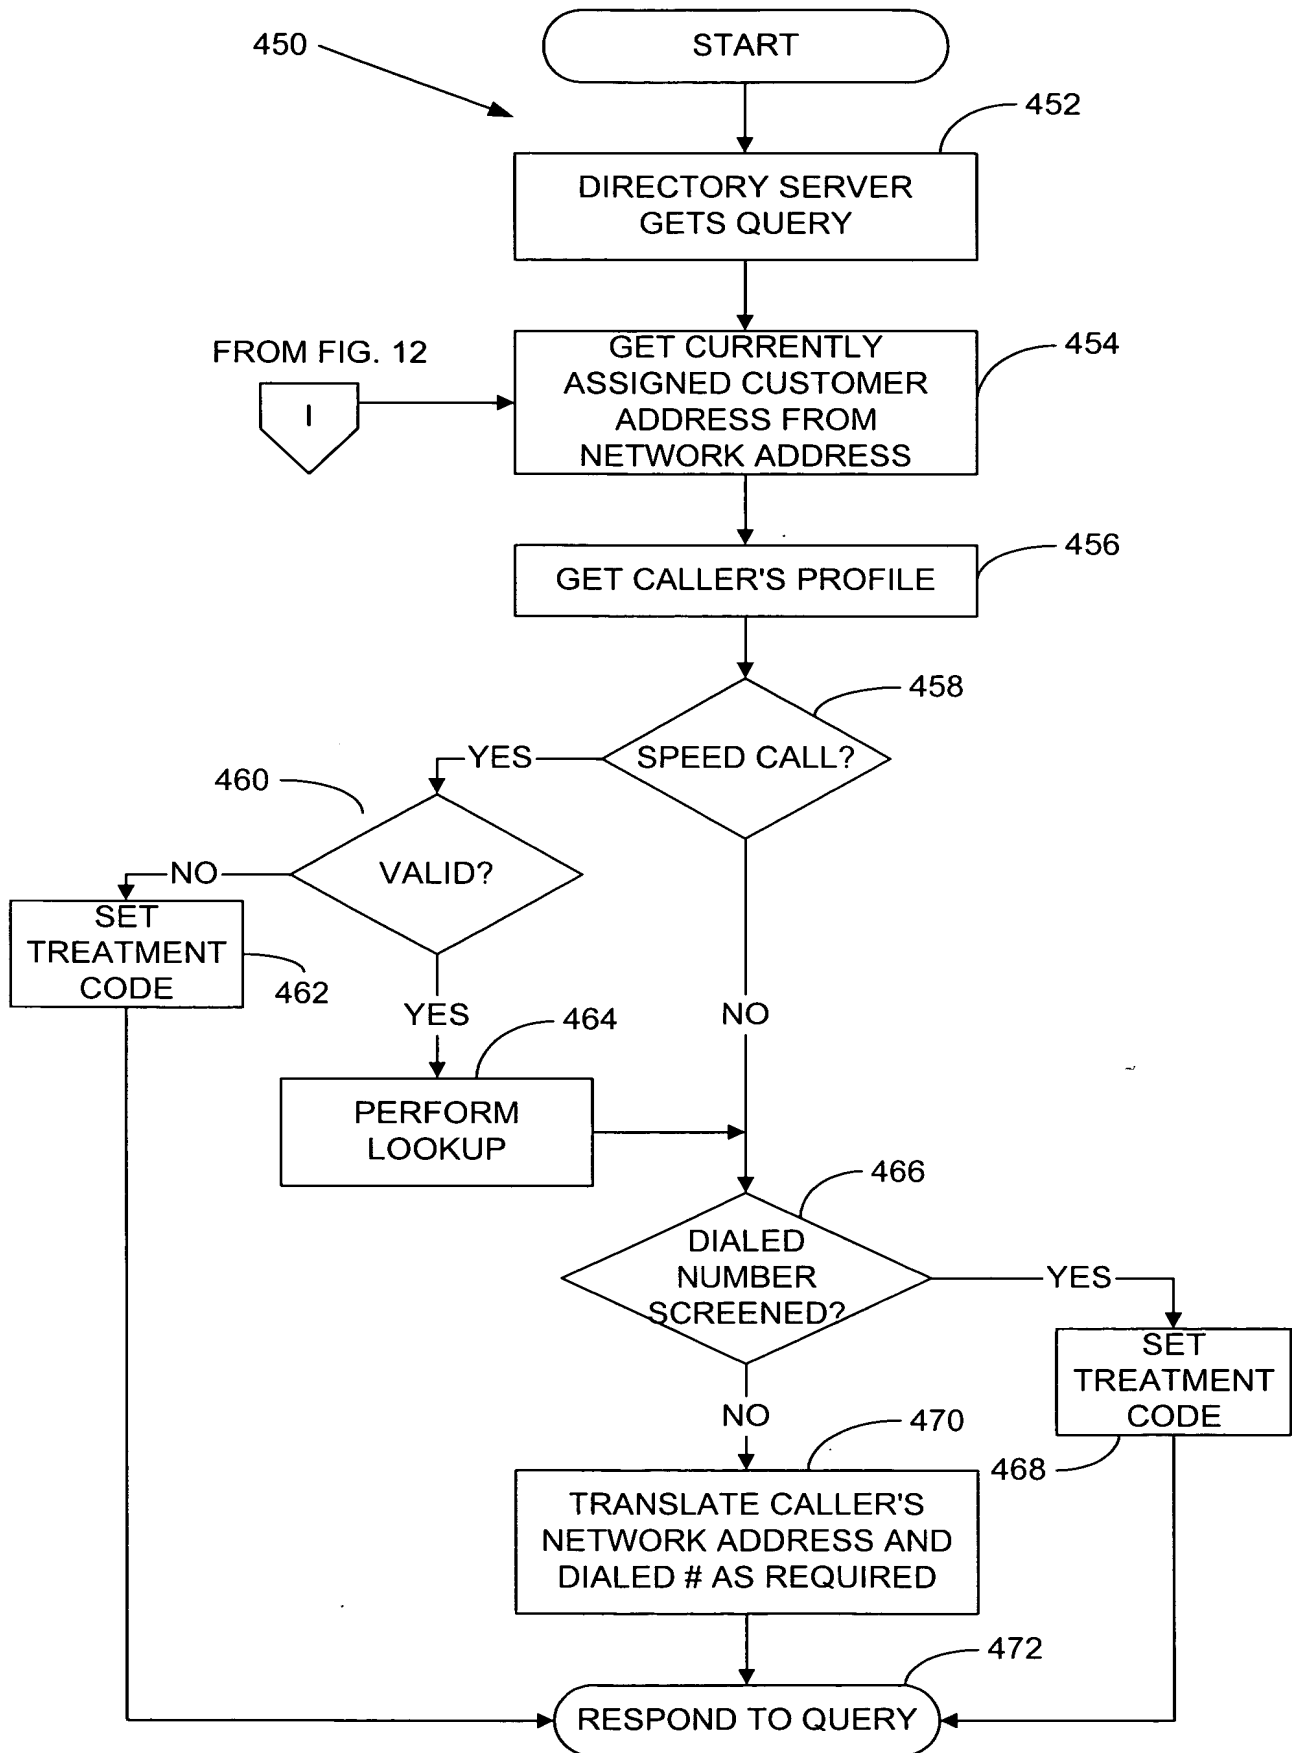 450
START
452
DIRECTORY SERVER
GETS QUERY
FROM FIG. 12
I
GET CURRENTLY
ASSIGNED CUSTOMER
ADDRESS FROM
NETWORK ADDRESS
454
GET CALLER'S PROFILE
456
458
SPEED CALL?
YES
460
VALID?
NO
SET
TREATMENT
CODE
462
YES
464
NO
PERFORM
LOOKUP
466
DIALED
NUMBER
SCREENED?
YES
SET
TREATMENT
CODE
468
NO
470
TRANSLATE CALLER'S
NETWORK ADDRESS AND
DIALED # AS REQUIRED
472
RESPOND TO QUERY